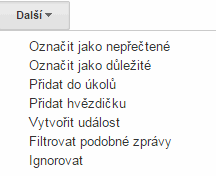 Další
Označit jako nepřečtené
Označit jako důležité
Přidat do úkolů
Přidat hvězdičku
Vytvořit událost
Filtrovat podobné zprávy
Ignorovat